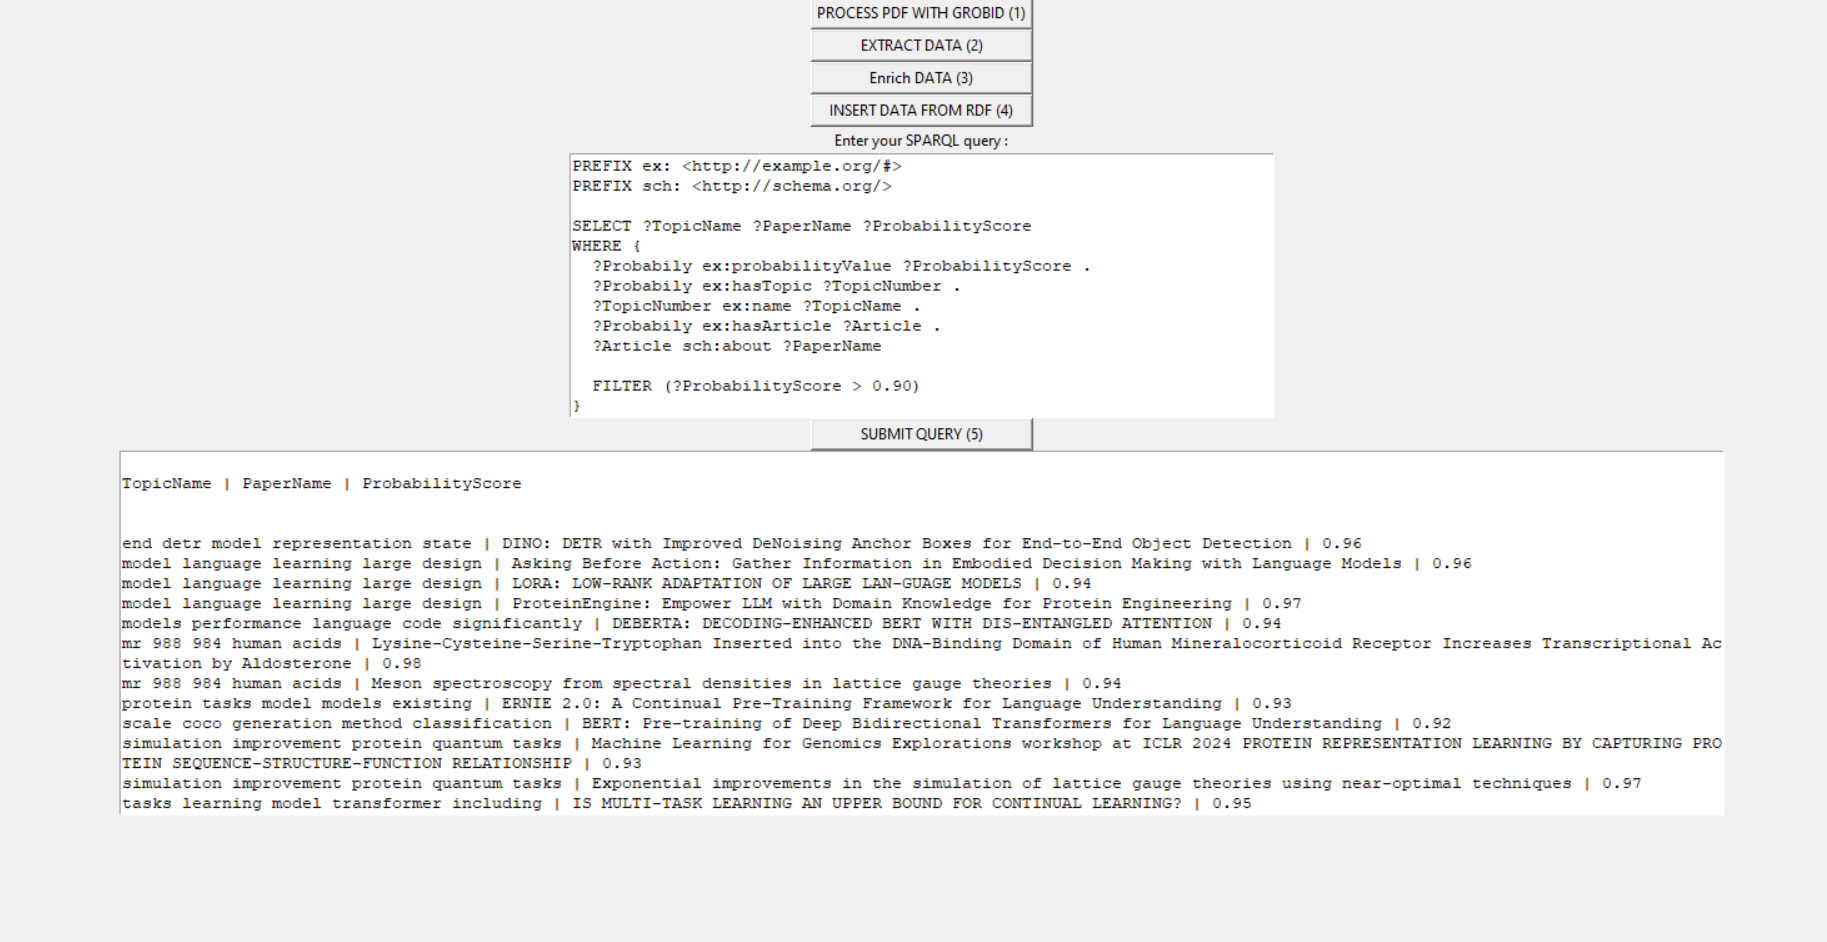 PROCESS PDF WITH GROBID (1)
EXTRACT DATA (2)
Enrich DATA (3)
INSERT DATA FROM RDF (4)
Enter your SPARQL query :
PREFIX ex: <http://example.org/#>
PREFIX sch: <http://schema.org/>
SELECT ?TopicName ?PaperName ?ProbabilityScore
WHERE {
?Probabily ex:probabilityValue ?ProbabilityScore .
?Probabily ex:hasTopic ?TopicNumber .
?TopicNumber ex:name ?TopicName .
?Probabily ex:hasArticle ?Article .
?Article sch:about ?PaperName
FILTER (?ProbabilityScore > 0.90)
}
SUBMIT QUERY (5)
TopicName | PaperName | ProbabilityScore
end detr model representation state | DINO: DETR with Improved DeNoising Anchor Boxes for End-to-End Object Detection | 0.96
model language learning large design | Asking Before Action: Gather Information in Embodied Decision Making with Language Models | 0.96
model language learning large design | LORA: LOW-RANK ADAPTATION OF LARGE LAN-GUAGE MODELS | 0.94
model language learning large design | ProteinEngine: Empower LLM with Domain Knowledge for Protein Engineering | 0.97
models performance language code significantly | DEBERTA: DECODING-ENHANCED BERT WITH DIS-ENTANGLED ATTENTION | 0.94
mr 988 984 human acids | Lysine-Cysteine-Serine-Tryptophan Inserted into the DNA-Binding Domain of Human Mineralocorticoid Receptor Increases Transcriptional Ac
tivation by Aldosterone | 0.98
mr 988 984 human acids | Meson spectroscopy from spectral densities in lattice gauge theories | 0.94
protein tasks model models existing | ERNIE 2.0: A Continual Pre-Training Framework for Language Understanding | 0.93
scale coco generation method classification | BERT: Pre-training of Deep Bidirectional Transformers for Language Understanding | 0.92
simulation improvement protein quantum tasks | Machine Learning for Genomics Explorations workshop at ICLR 2024 PROTEIN REPRESENTATION LEARNING BY CAPTURING PRO
TEIN SEQUENCE-STRUCTURE-FUNCTION RELATIONSHIP | 0.93
simulation improvement protein quantum tasks | Exponential improvements in the simulation of lattice gauge theories using near-optimal techniques | 0.97
tasks learning model transformer including | IS MULTI-TASK LEARNING AN UPPER BOUND FOR CONTINUAL LEARNING? | 0.95